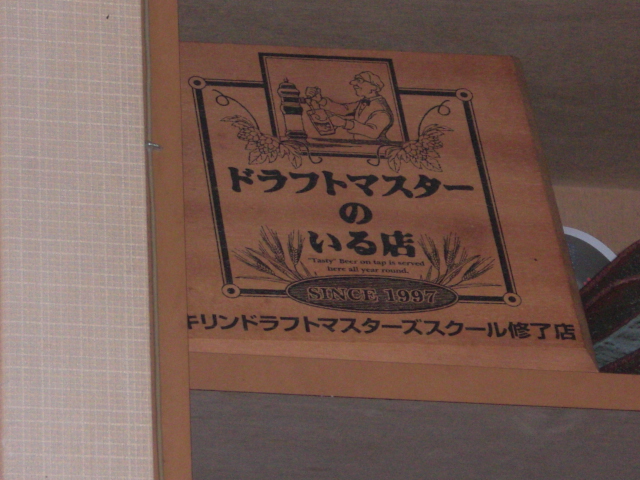 ドラフトマスター
の
いる店
"Tasty" Beer on tap is served
here all year round.
SINCE 1997
キリンドラフトマスターズスクール修了店